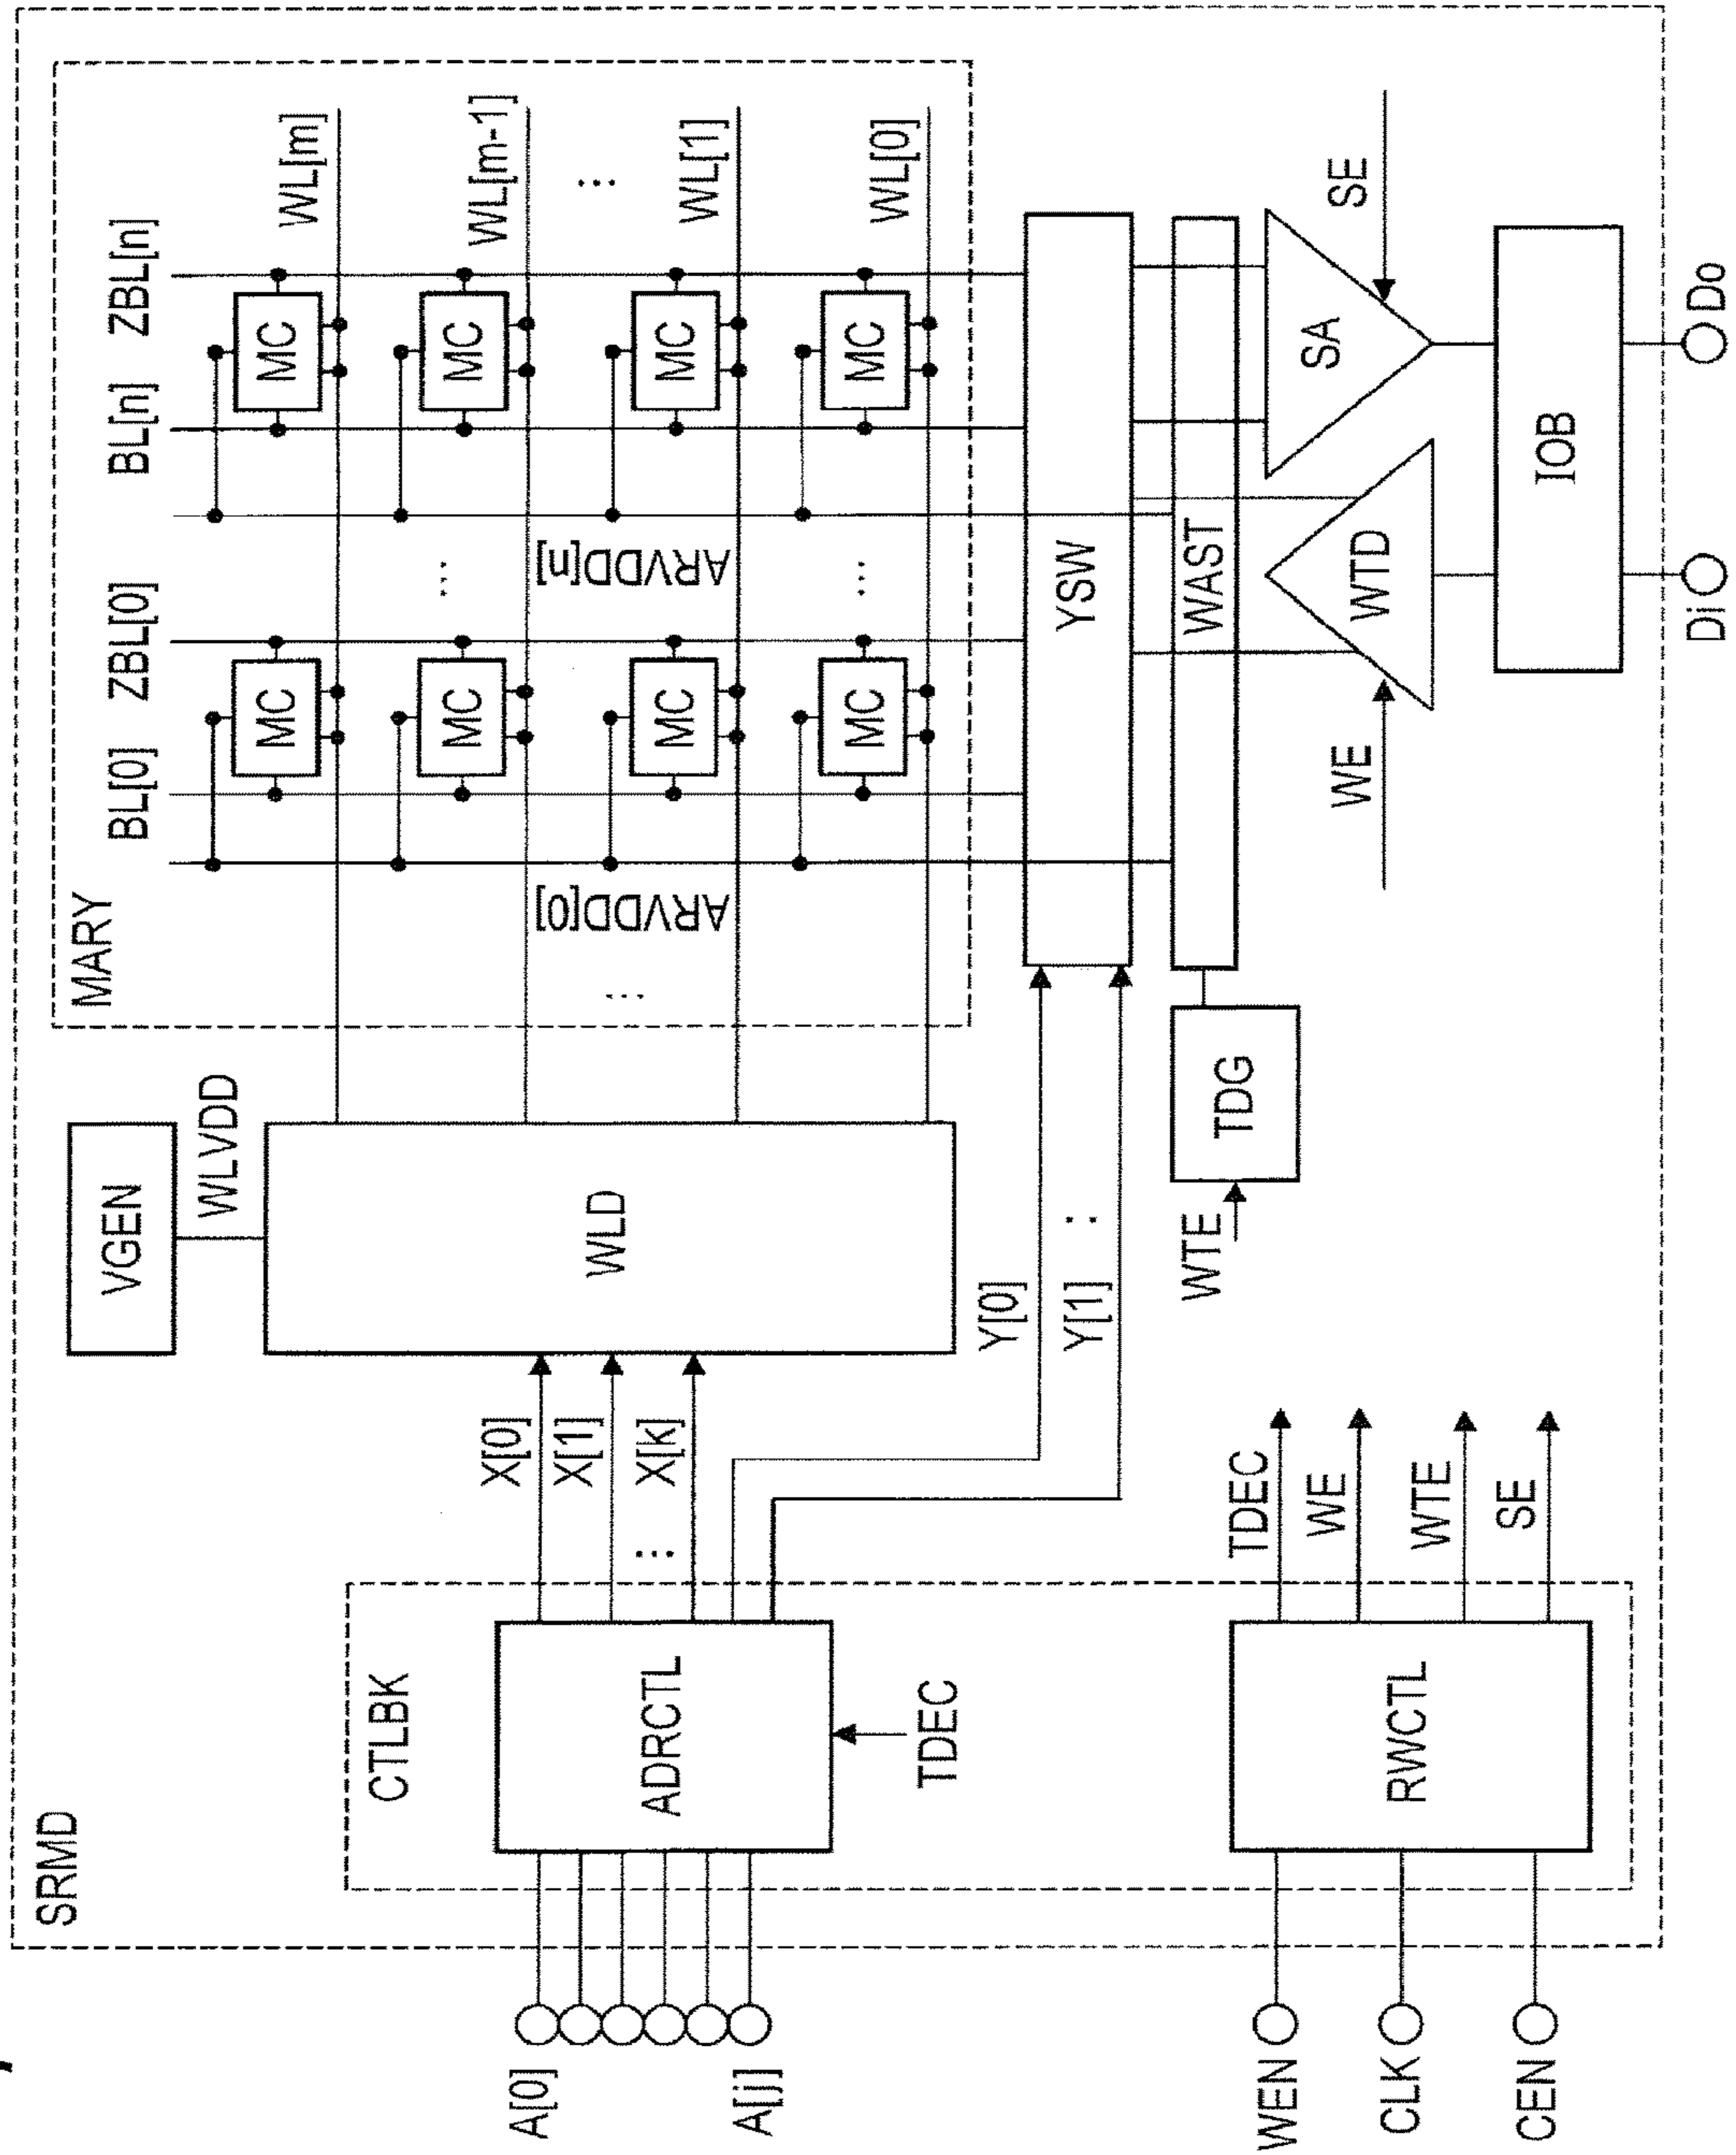 SRMD
MARY
VGEN
WLVDD
WLD
BL[0] ZBL[0] BL[n] ZBL[n]
MC MC WL[m]
MC MC WL[m-1]
... ...
ARVDD[0] ARVDD[n]
... ...
MC MC WL[1]
MC MC WL[0]
CTLBK
A[0]
A[j]
ADRCTL
TDEC
X[0]
X[1]
...
X[k]
Y[0]
Y[1]
...
YSW
WAST
TDG
WTE
WE
WTD
SA
SE
IOB
Di Do
WEN
CLK
CEN
RWCTL
TDEC
WE
WTE
SE